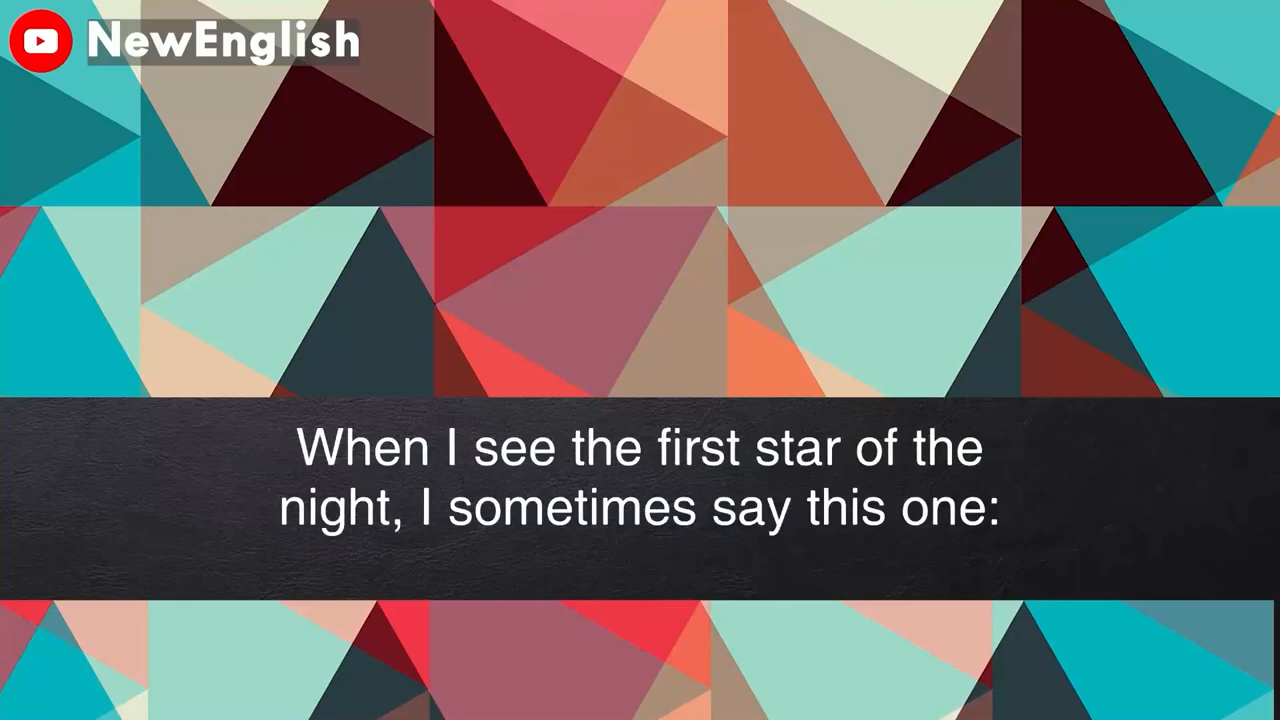 NewEnglish
When I see the first star of the
night, I sometimes say this one: